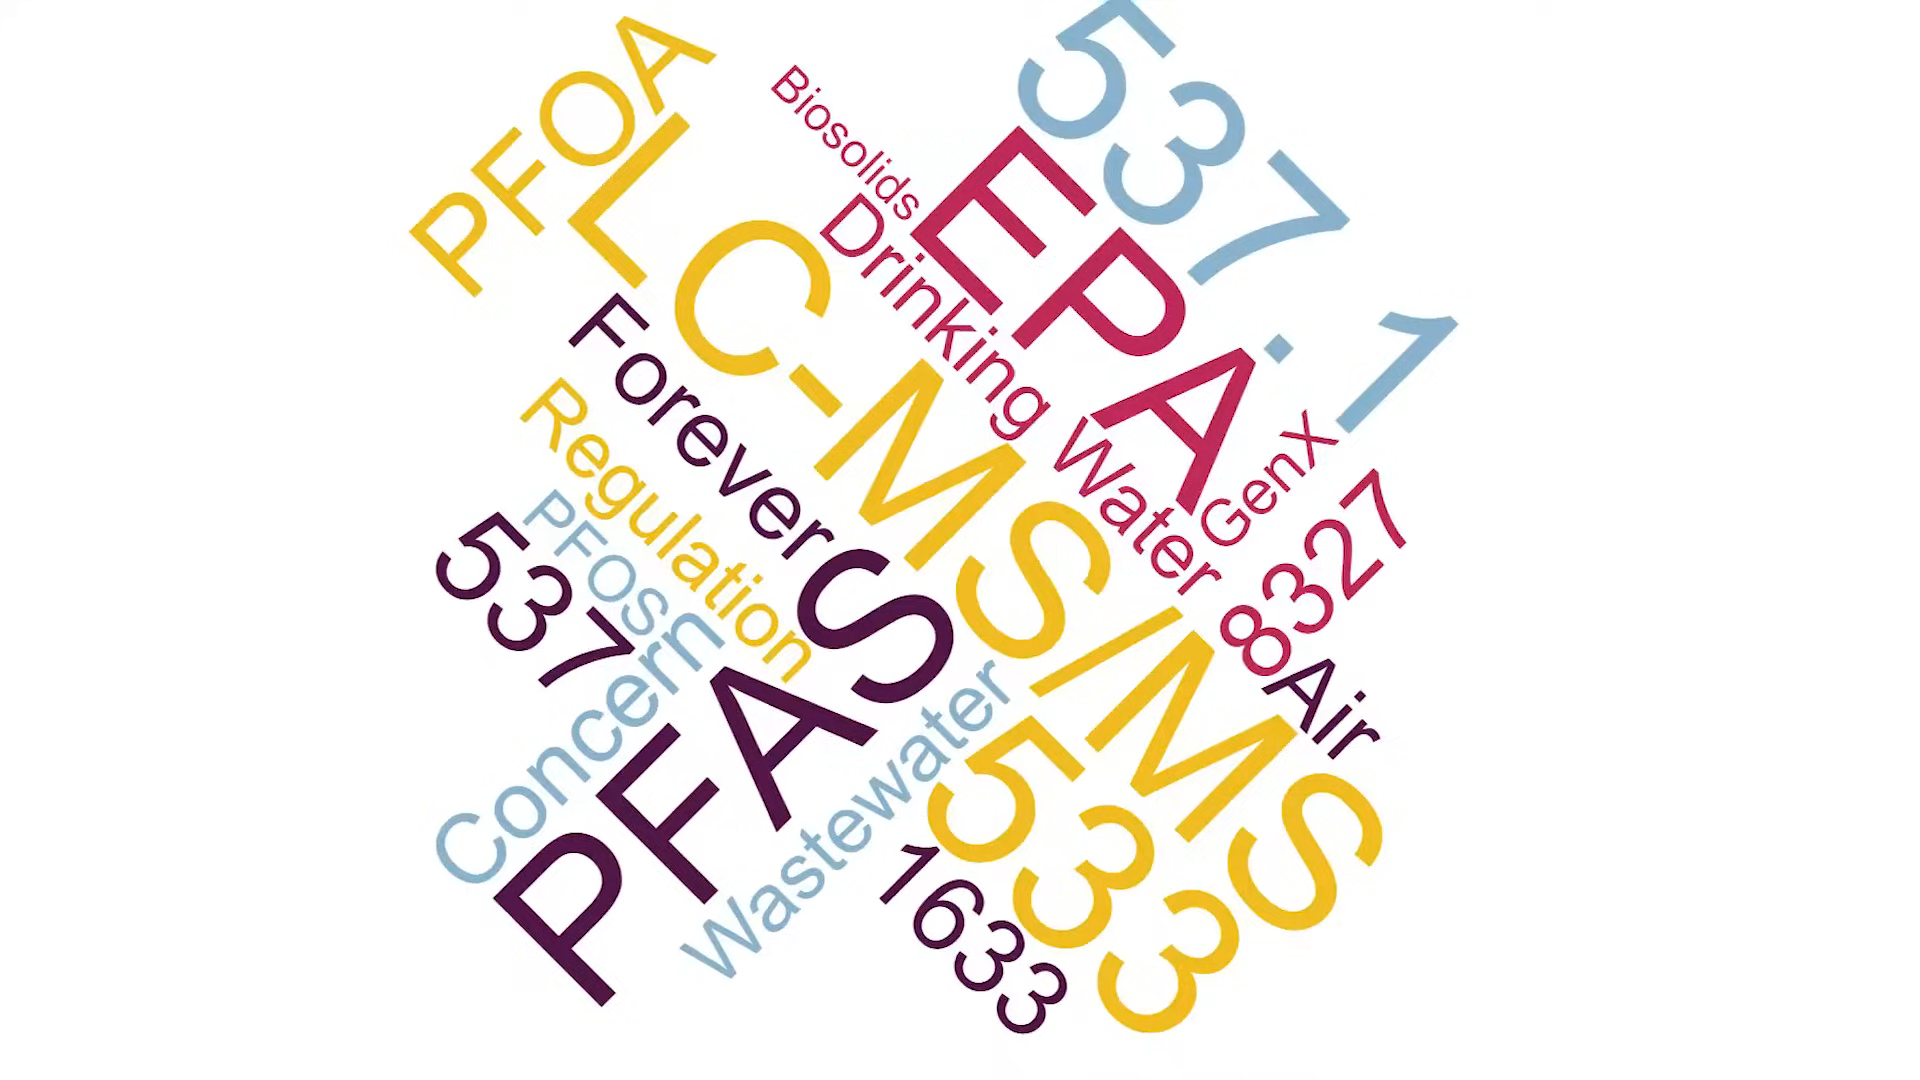 PFOA
537.1
Biosolids
EPA
LC-MS/MS
Drinking Water
Forever
GenX
Regulation
8327
PFOS
537
Air
Concern
PFAS
Wastewater
533
1633